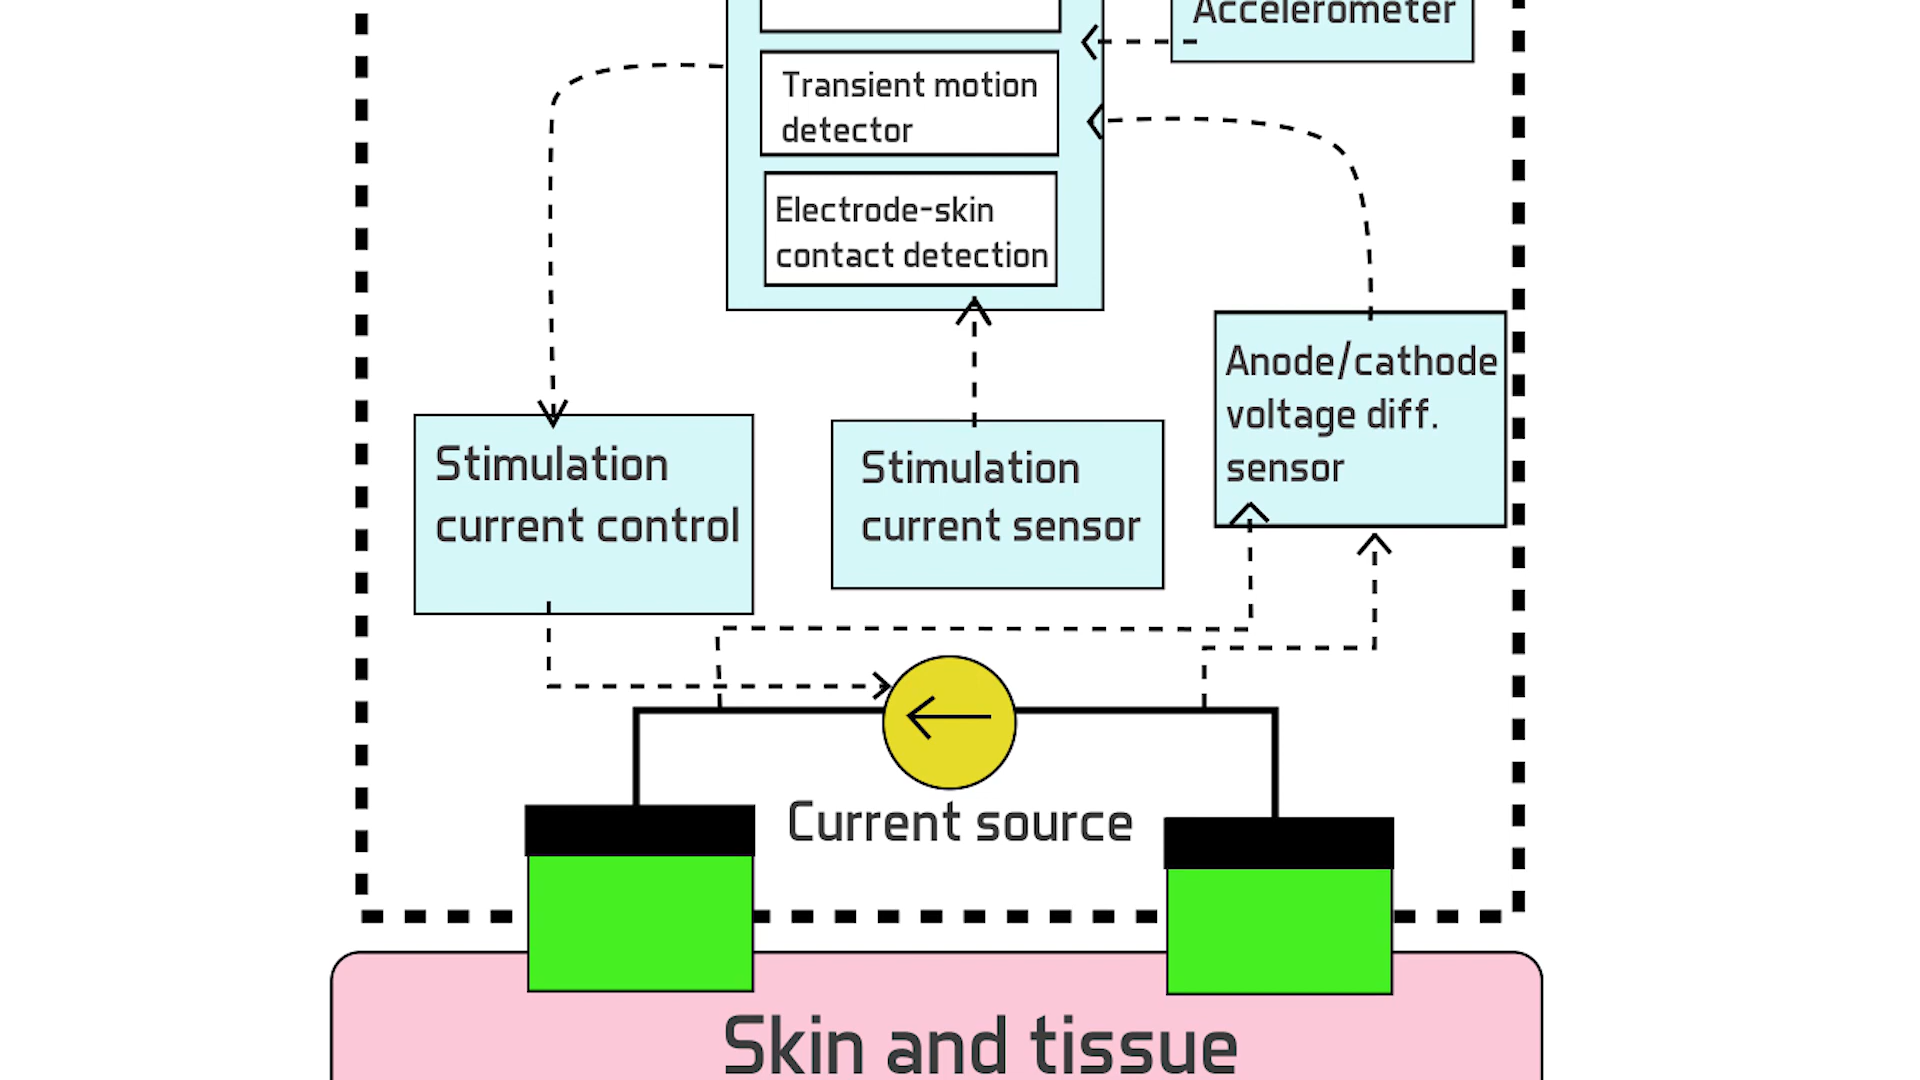 Accelerometer
Transient motion
detector
Electrode-skin
contact detection
Anode/cathode
voltage diff.
sensor
Stimulation
current control
Stimulation
current sensor
Current source
Skin and tissue